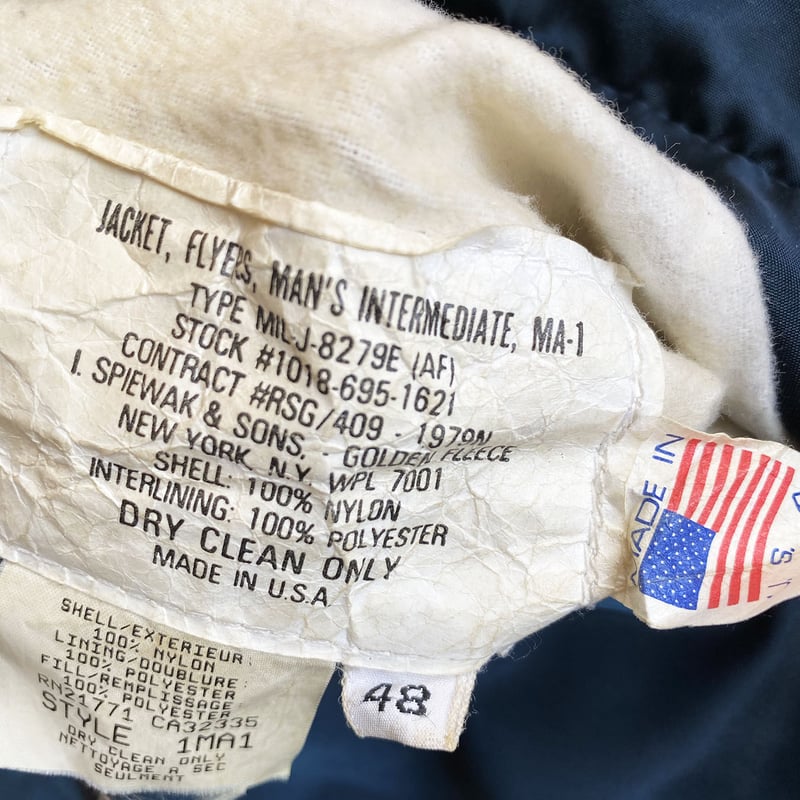 JACKET, FLYERS, MAN'S INTERMEDIATE, MA-1
TYPE MIL-J-8279E (AF)
STOCK #1018-695-1621
CONTRACT #RSG/409 - 1979N
I. SPIEWAK & SONS, - GOLDEN FLEECE
NEW YORK, N.Y. WPL 7001
SHELL: 100% NYLON
INTERLINING: 100% POLYESTER
DRY CLEAN ONLY
MADE IN U.S.A.
MADE IN
U.S.
48
SHELL/EXTERIEUR:
100% NYLON
LINING/DOUBLURE:
100% POLYESTER
FILL/REMPLISSAGE:
100% POLYESTER
RN21771 CA32335
STYLE 1MA1
DRY CLEAN ONLY
NETTOYAGE A SEC
SEULMENT